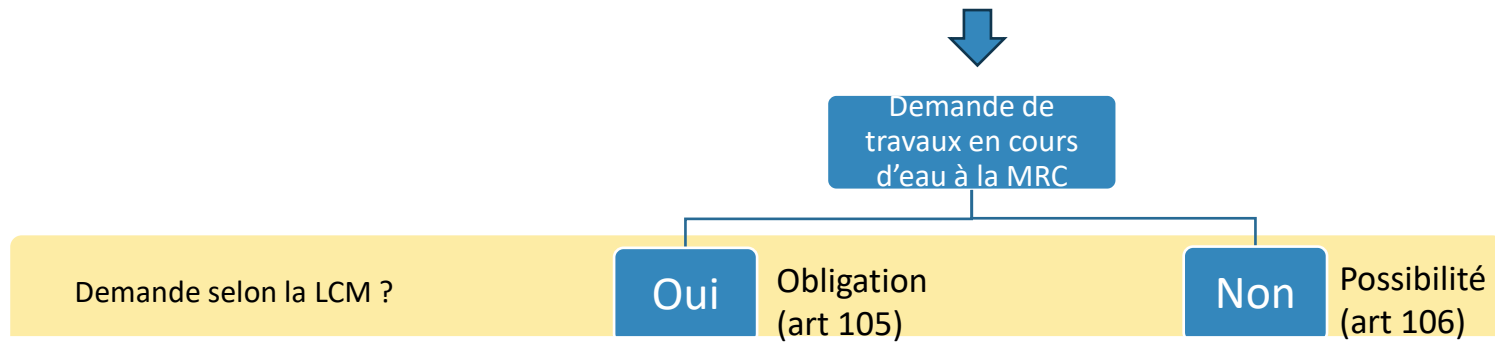 Demande de
travaux en cours
d’eau à la MRC
Demande selon la LCM ?
Oui
Obligation
(art 105)
Non
Possibilité
(art 106)